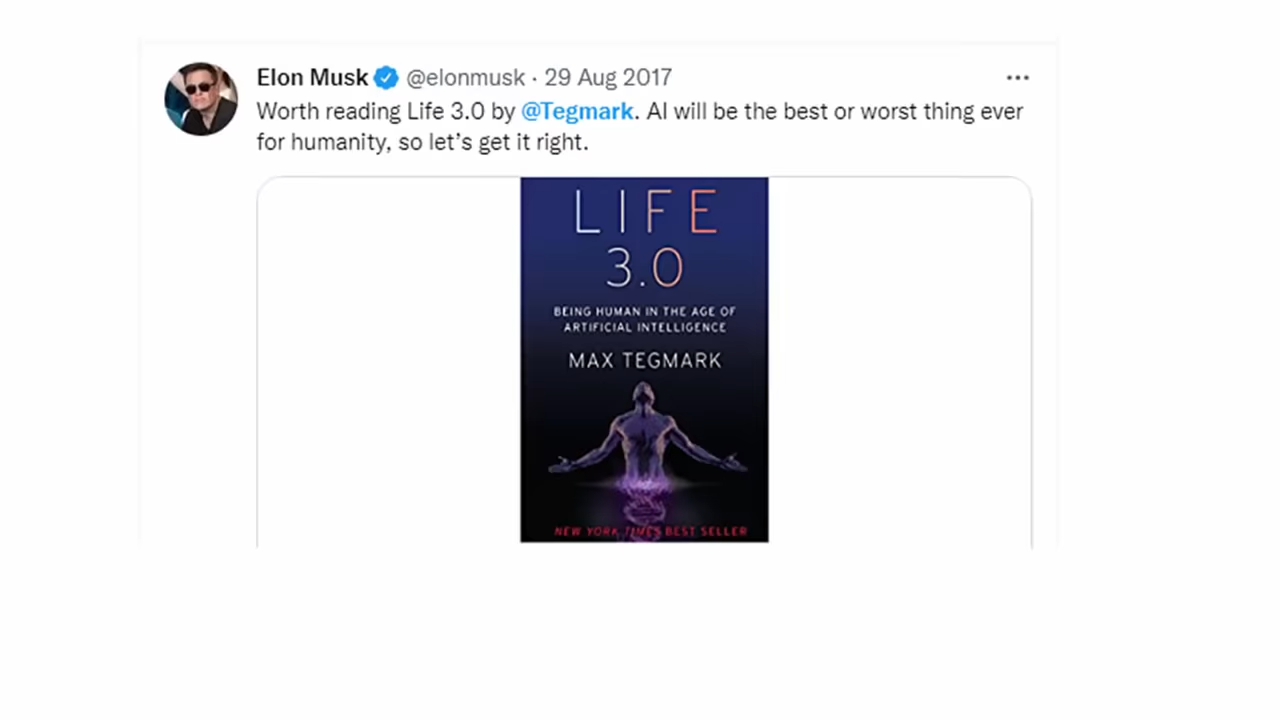 Elon Musk @elonmusk · 29 Aug 2017
Worth reading Life 3.0 by @Tegmark. AI will be the best or worst thing ever
for humanity, so let’s get it right.
LIFE
3.0
BEING HUMAN IN THE AGE OF
ARTIFICIAL INTELLIGENCE
MAX TEGMARK
NEW YORK TIMES BEST SELLER